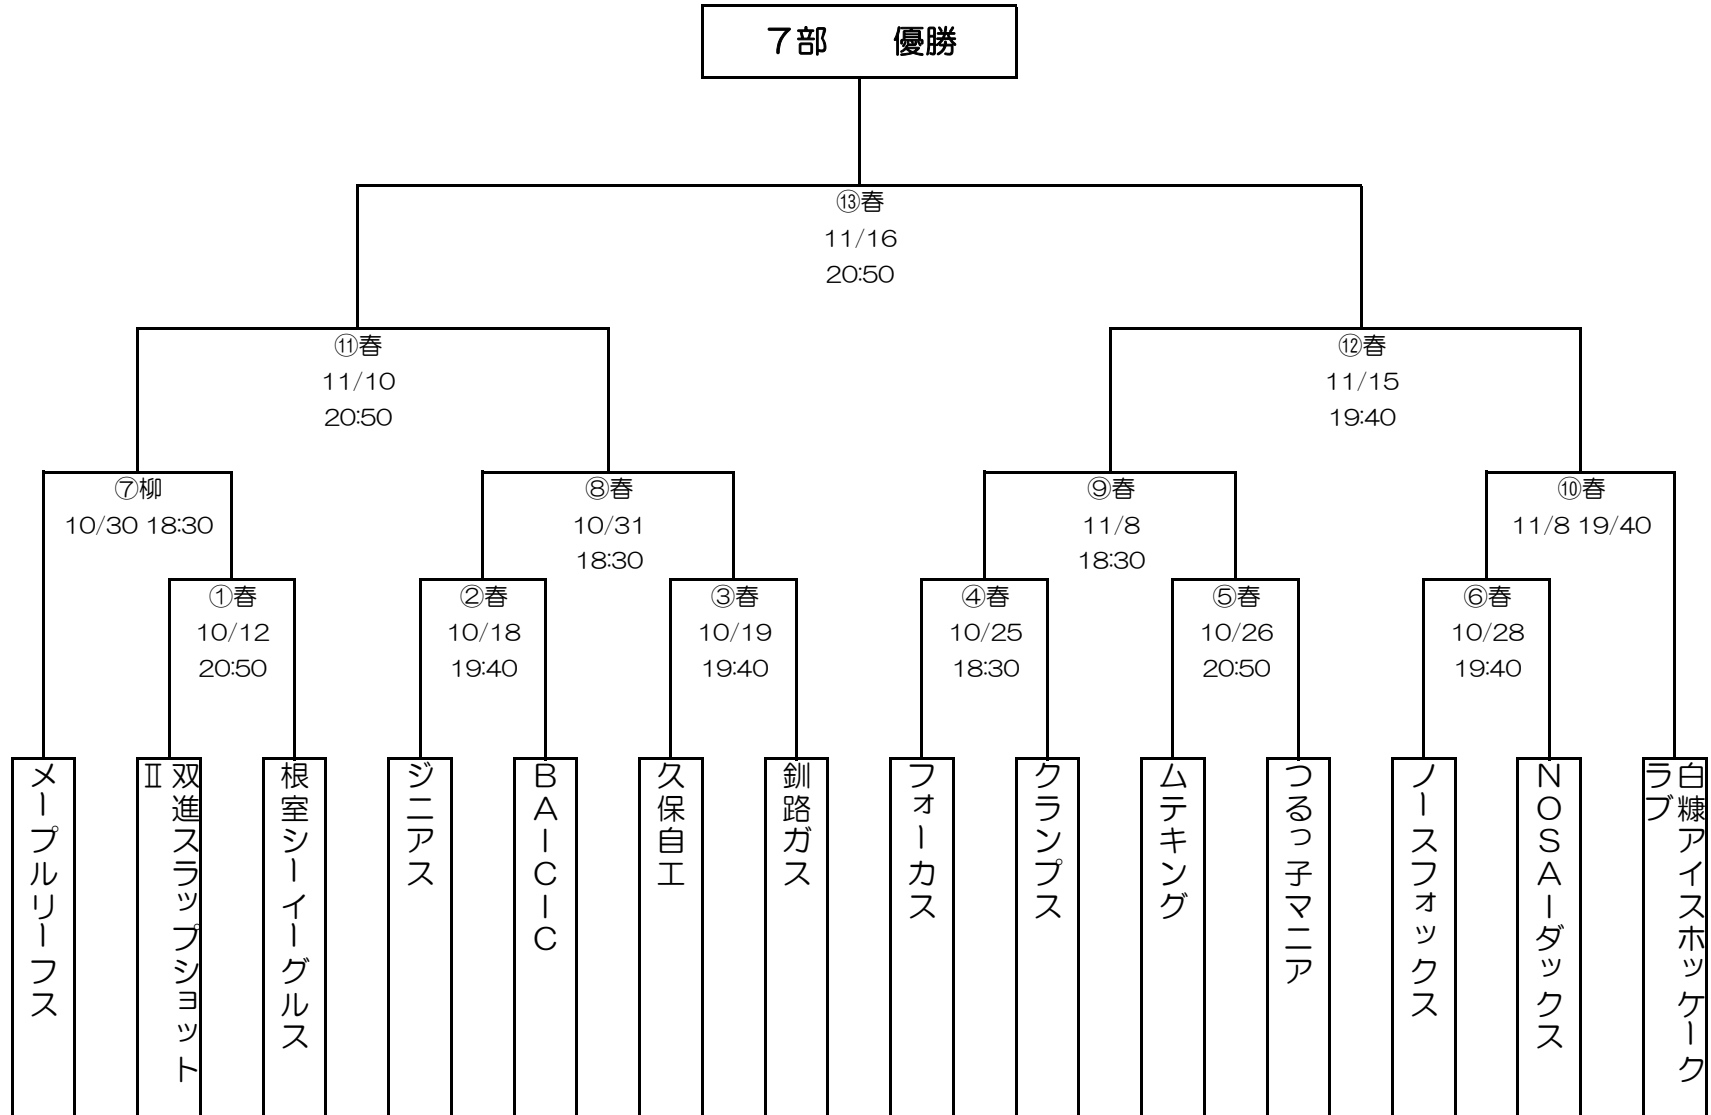 ７部　　優勝
⑬春
11/16
20:50
⑪春
11/10
20:50
⑫春
11/15
19:40
⑦柳
10/30 18:30
⑧春
10/31
18:30
⑨春
11/8
18:30
⑩春
11/8 19/40
①春
10/12
20:50
②春
10/18
19:40
③春
10/19
19:40
④春
10/25
18:30
⑤春
10/26
20:50
⑥春
10/28
19:40
メープルリーフス
双進スラップショット
Ⅱ
根室シーイーグルス
ジニアス
ＢＡ－Ｃ－Ｃ
久保自工
釧路ガス
フォーカス
クランプス
ムテキング
つるっ子マニア
ノースフォックス
ＮＯＳＡ－ダックス
白糠アイスホッケーク
ラブ